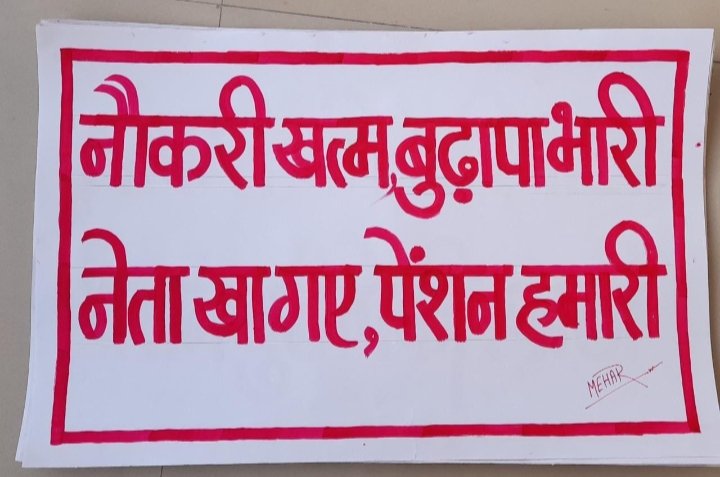 नौकरी खत्म, बुढ़ापा भारी
नेता खा गए, पेंशन हमारी
MEHAR